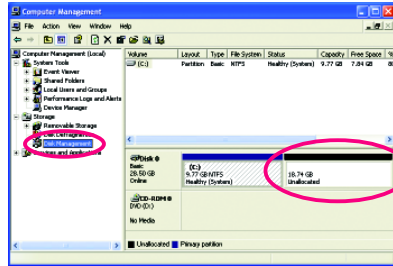 Computer Management
File Action View Window Help
Computer Management (Local)
System Tools
Event Viewer
Shared Folders
Local Users and Groups
Performance Logs and Alerts
Device Manager
Storage
Removable Storage
Disk Defragmenter
Disk Management
Services and Applications
Volume Layout Type File System Status Capacity Free Space %
(C:) Partition Basic NTFS Healthy (System) 9.77 GB 7.84 GB
Disk 0
Basic
28.50 GB
Online
(C:)
9.77 GB NTFS
Healthy (System)
18.74 GB
Unallocated
CD-ROM 0
DVD (D:)
No Media
Unallocated Primary partition